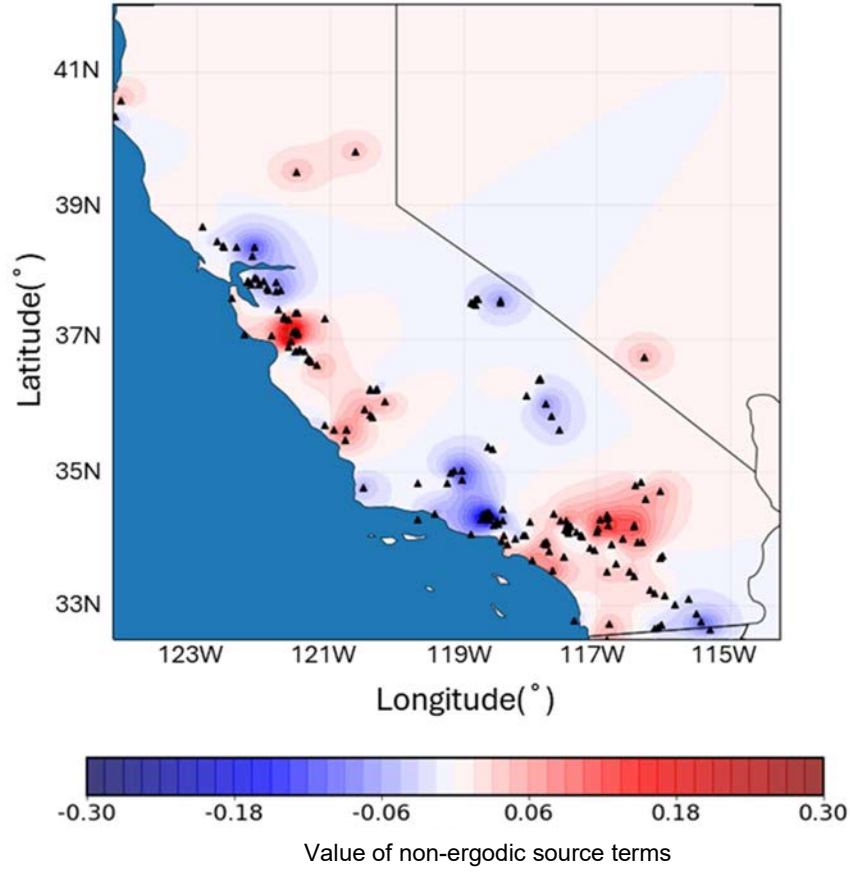 Latitude(°)
41N
39N
37N
35N
33N
123W 121W 119W 117W 115W
Longitude(°)
-0.30 -0.18 -0.06 0.06 0.18 0.30
Value of non-ergodic source terms